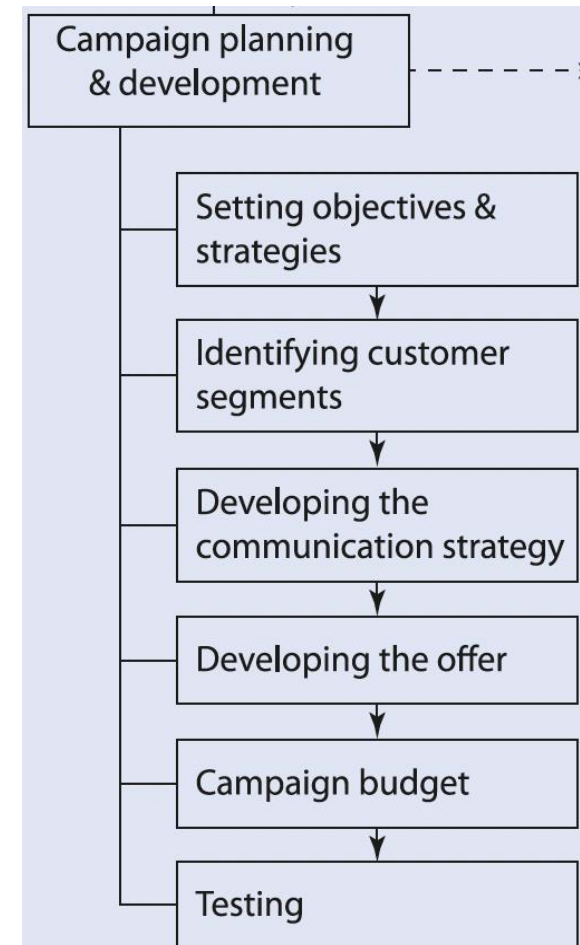 Campaign planning
& development
Setting objectives &
strategies
Identifying customer
segments
Developing the
communication strategy
Developing the offer
Campaign budget
Testing